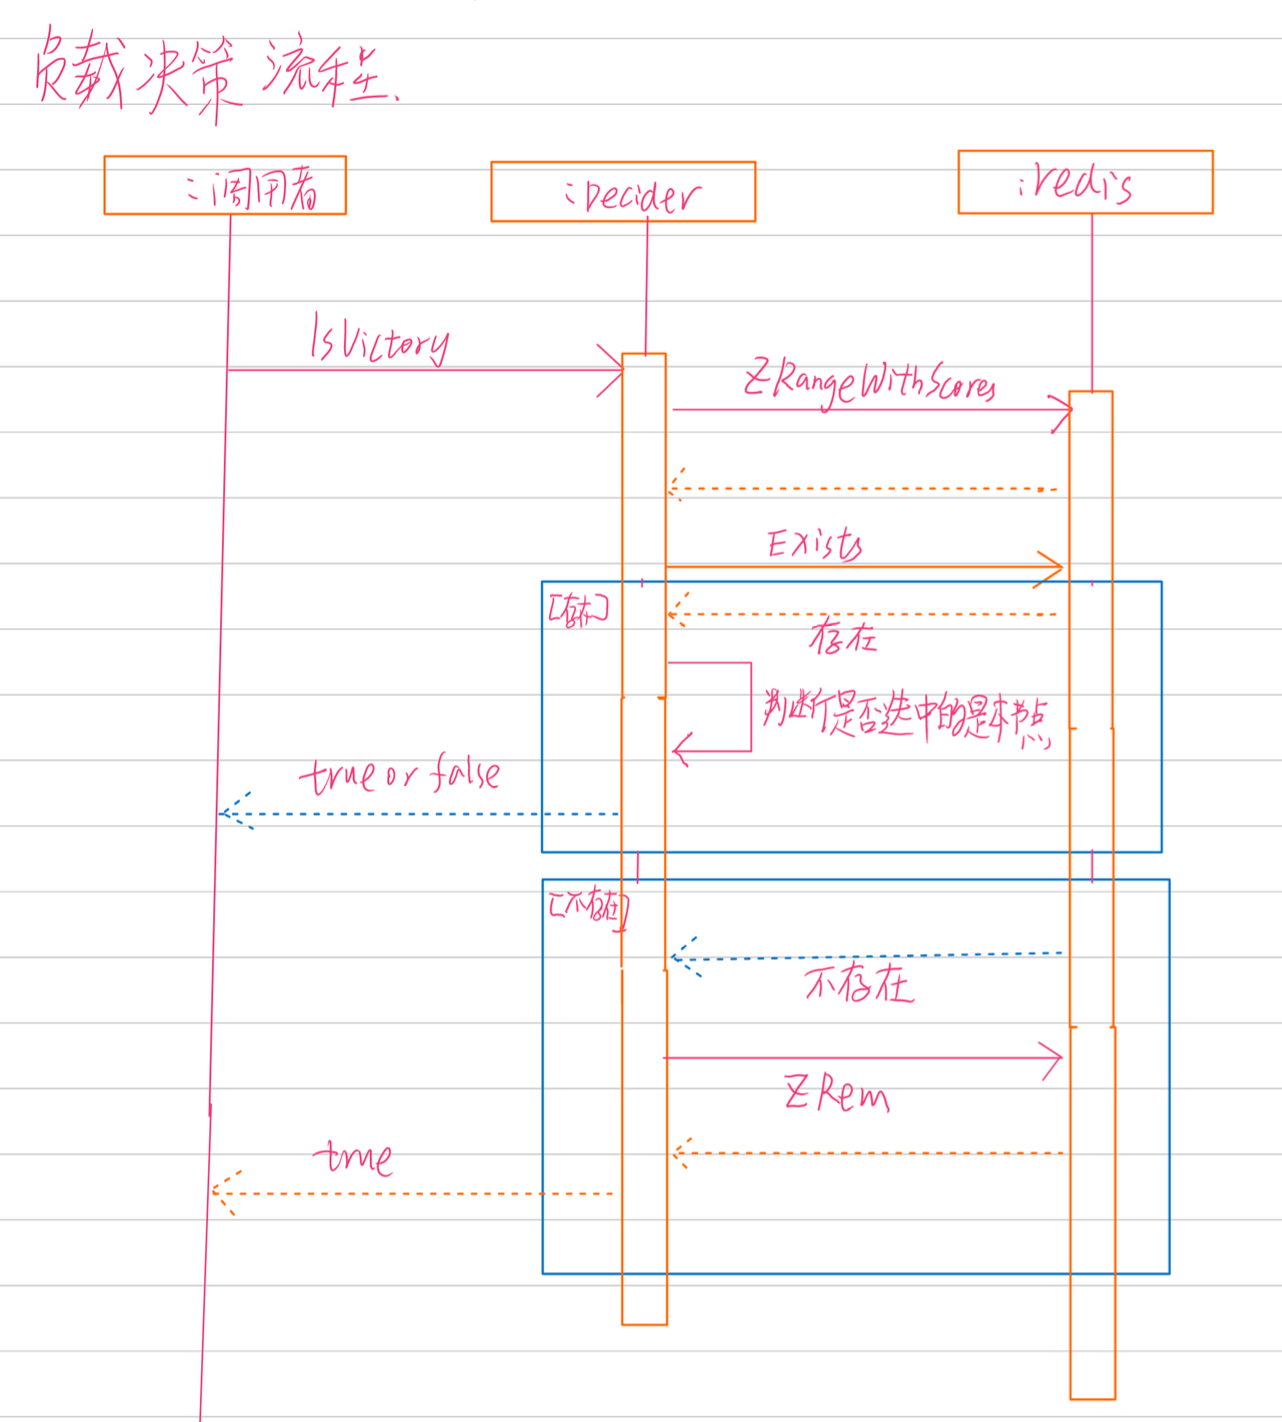 负载决策流程.
:调用者
:Decider
:redis
IsVictory
ZRangeWithScores
Exists
[存在]
存在
判断是否选中的是本节点
true or false
[不存在]
不存在
ZRem
true